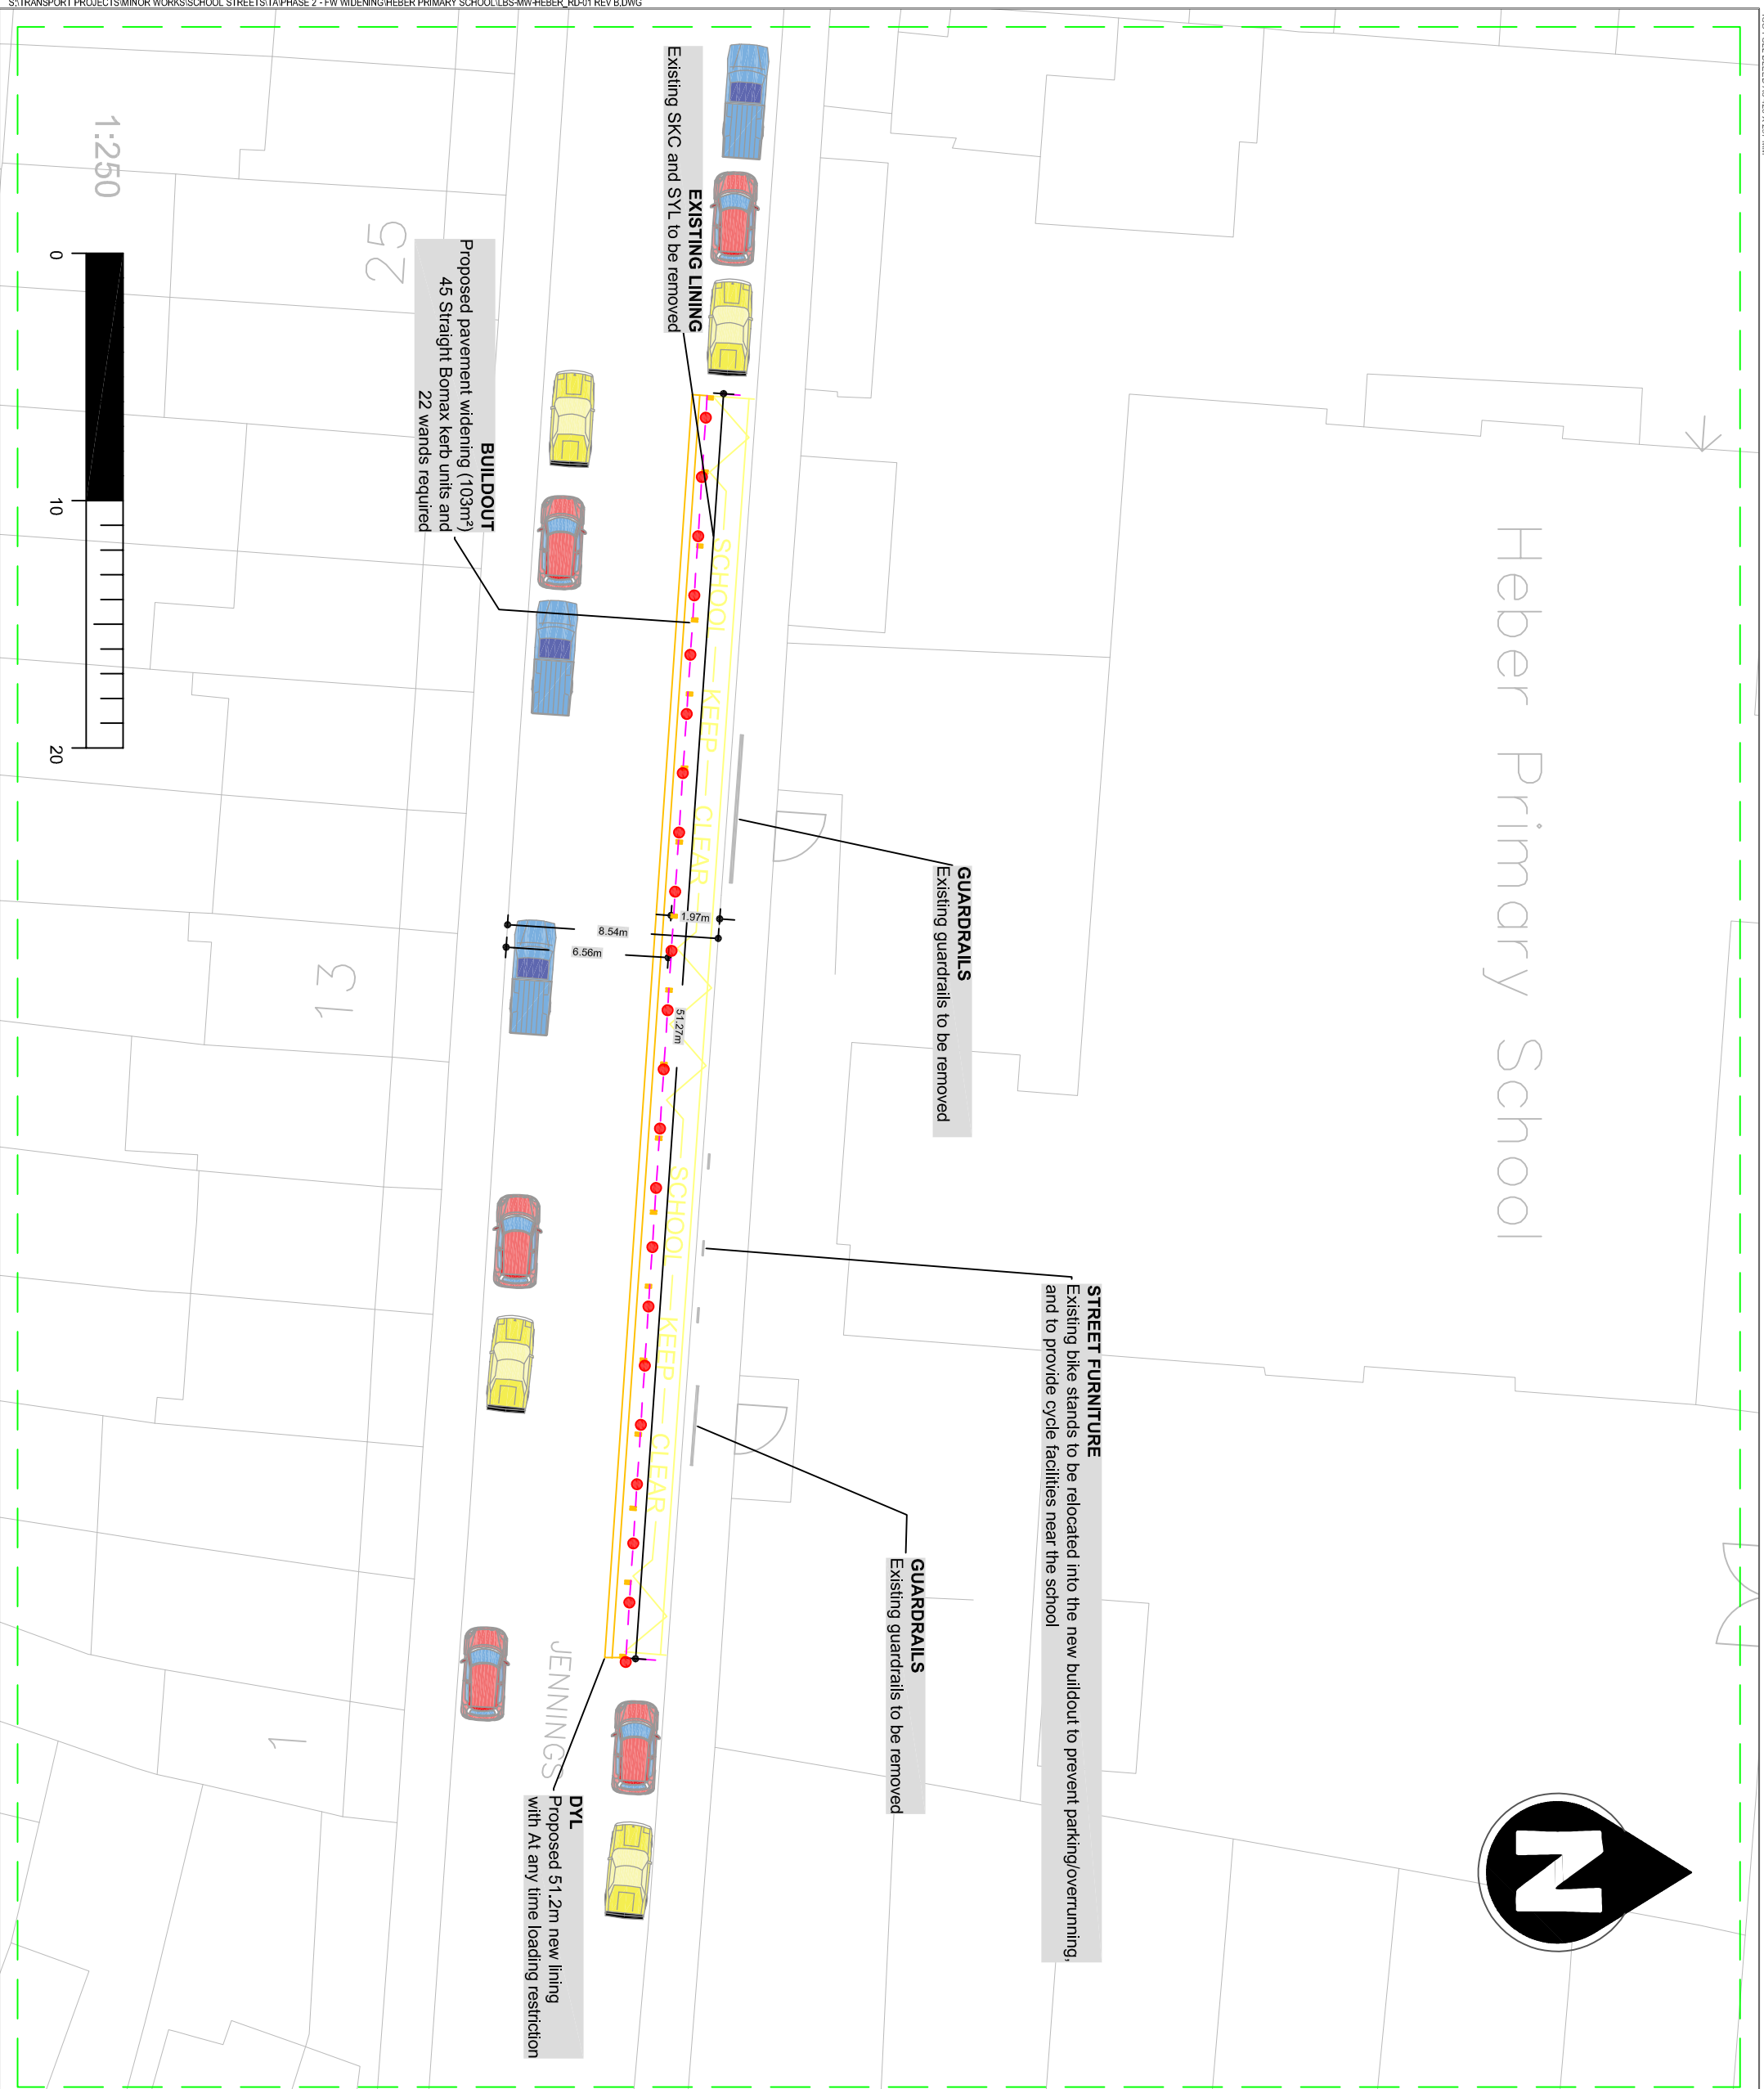 S:\TRANSPORT PROJECTS\MINOR WORKS\SCHOOL STREETS\TA\PHASE 2 - FW WIDENING\HEBER PRIMARY SCHOOL\LBS-MW-HEBER_RD-01 REV B.DWG
Heber Primary School
STREET FURNITURE
Existing bike stands to be relocated into the new buildout to prevent parking/overrunning,
and to provide cycle facilities near the school
GUARDRAILS
Existing guardrails to be removed
GUARDRAILS
Existing guardrails to be removed
EXISTING LINING
Existing SKC and SYL to be removed
SCHOOL KEEP CLEAR
SCHOOL KEEP CLEAR
1.97m
8.54m
6.56m
51.27m
JENNINGS
DYL
Proposed 51.2m new lining
with At any time loading restriction
BUILDOUT
Proposed pavement widening (103m²)
45 Straight Bomax kerb units and
22 wands required
25
13
1
1:250
0 10 20
N